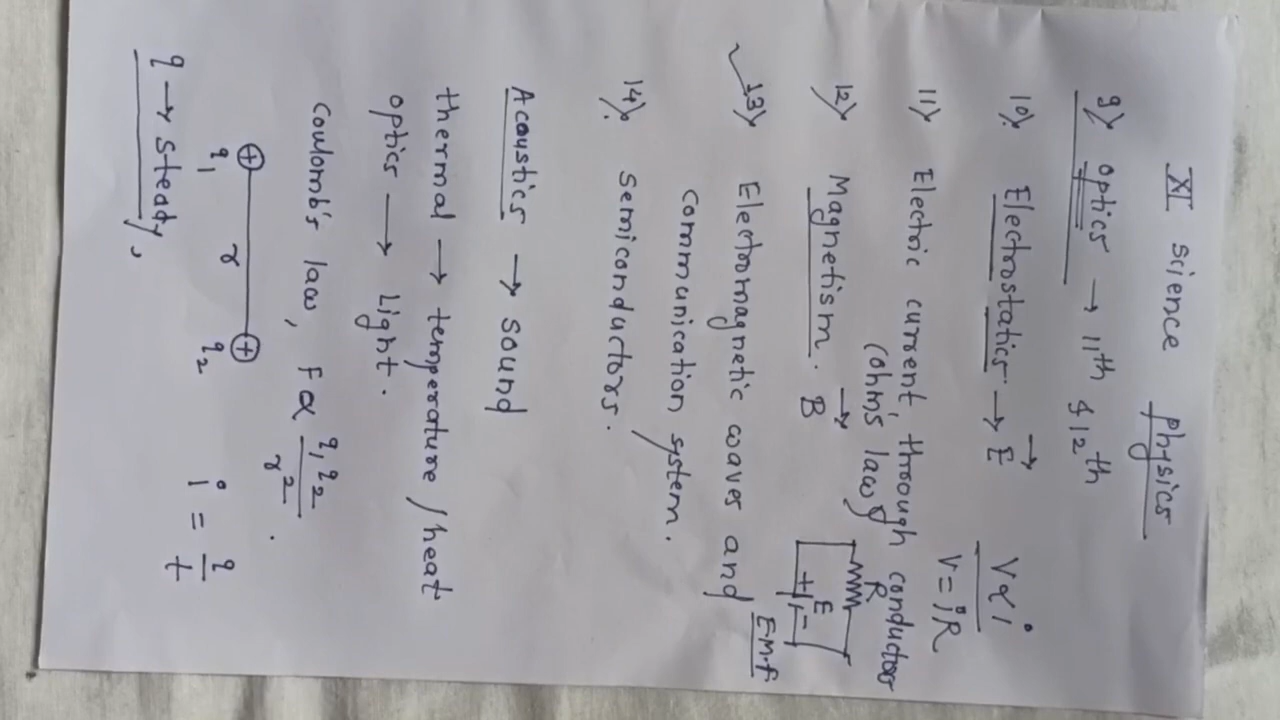 XI science physics
9) optics → 11th & 12th
10) Electrostatics → E
V ∝ i
V = iR
11) Electric current through conductor
(ohm's law)
R
E
12) Magnetism. B
13) Electromagnetic waves and
communication system.
E.M.F
14) semiconductors.
Acoustics → sound
thermal → temperature / heat
optics → Light.
Coulomb's law, F ∝ q1q2 / r2.
+ +
q1 r q2
i = q / t
q → steady,